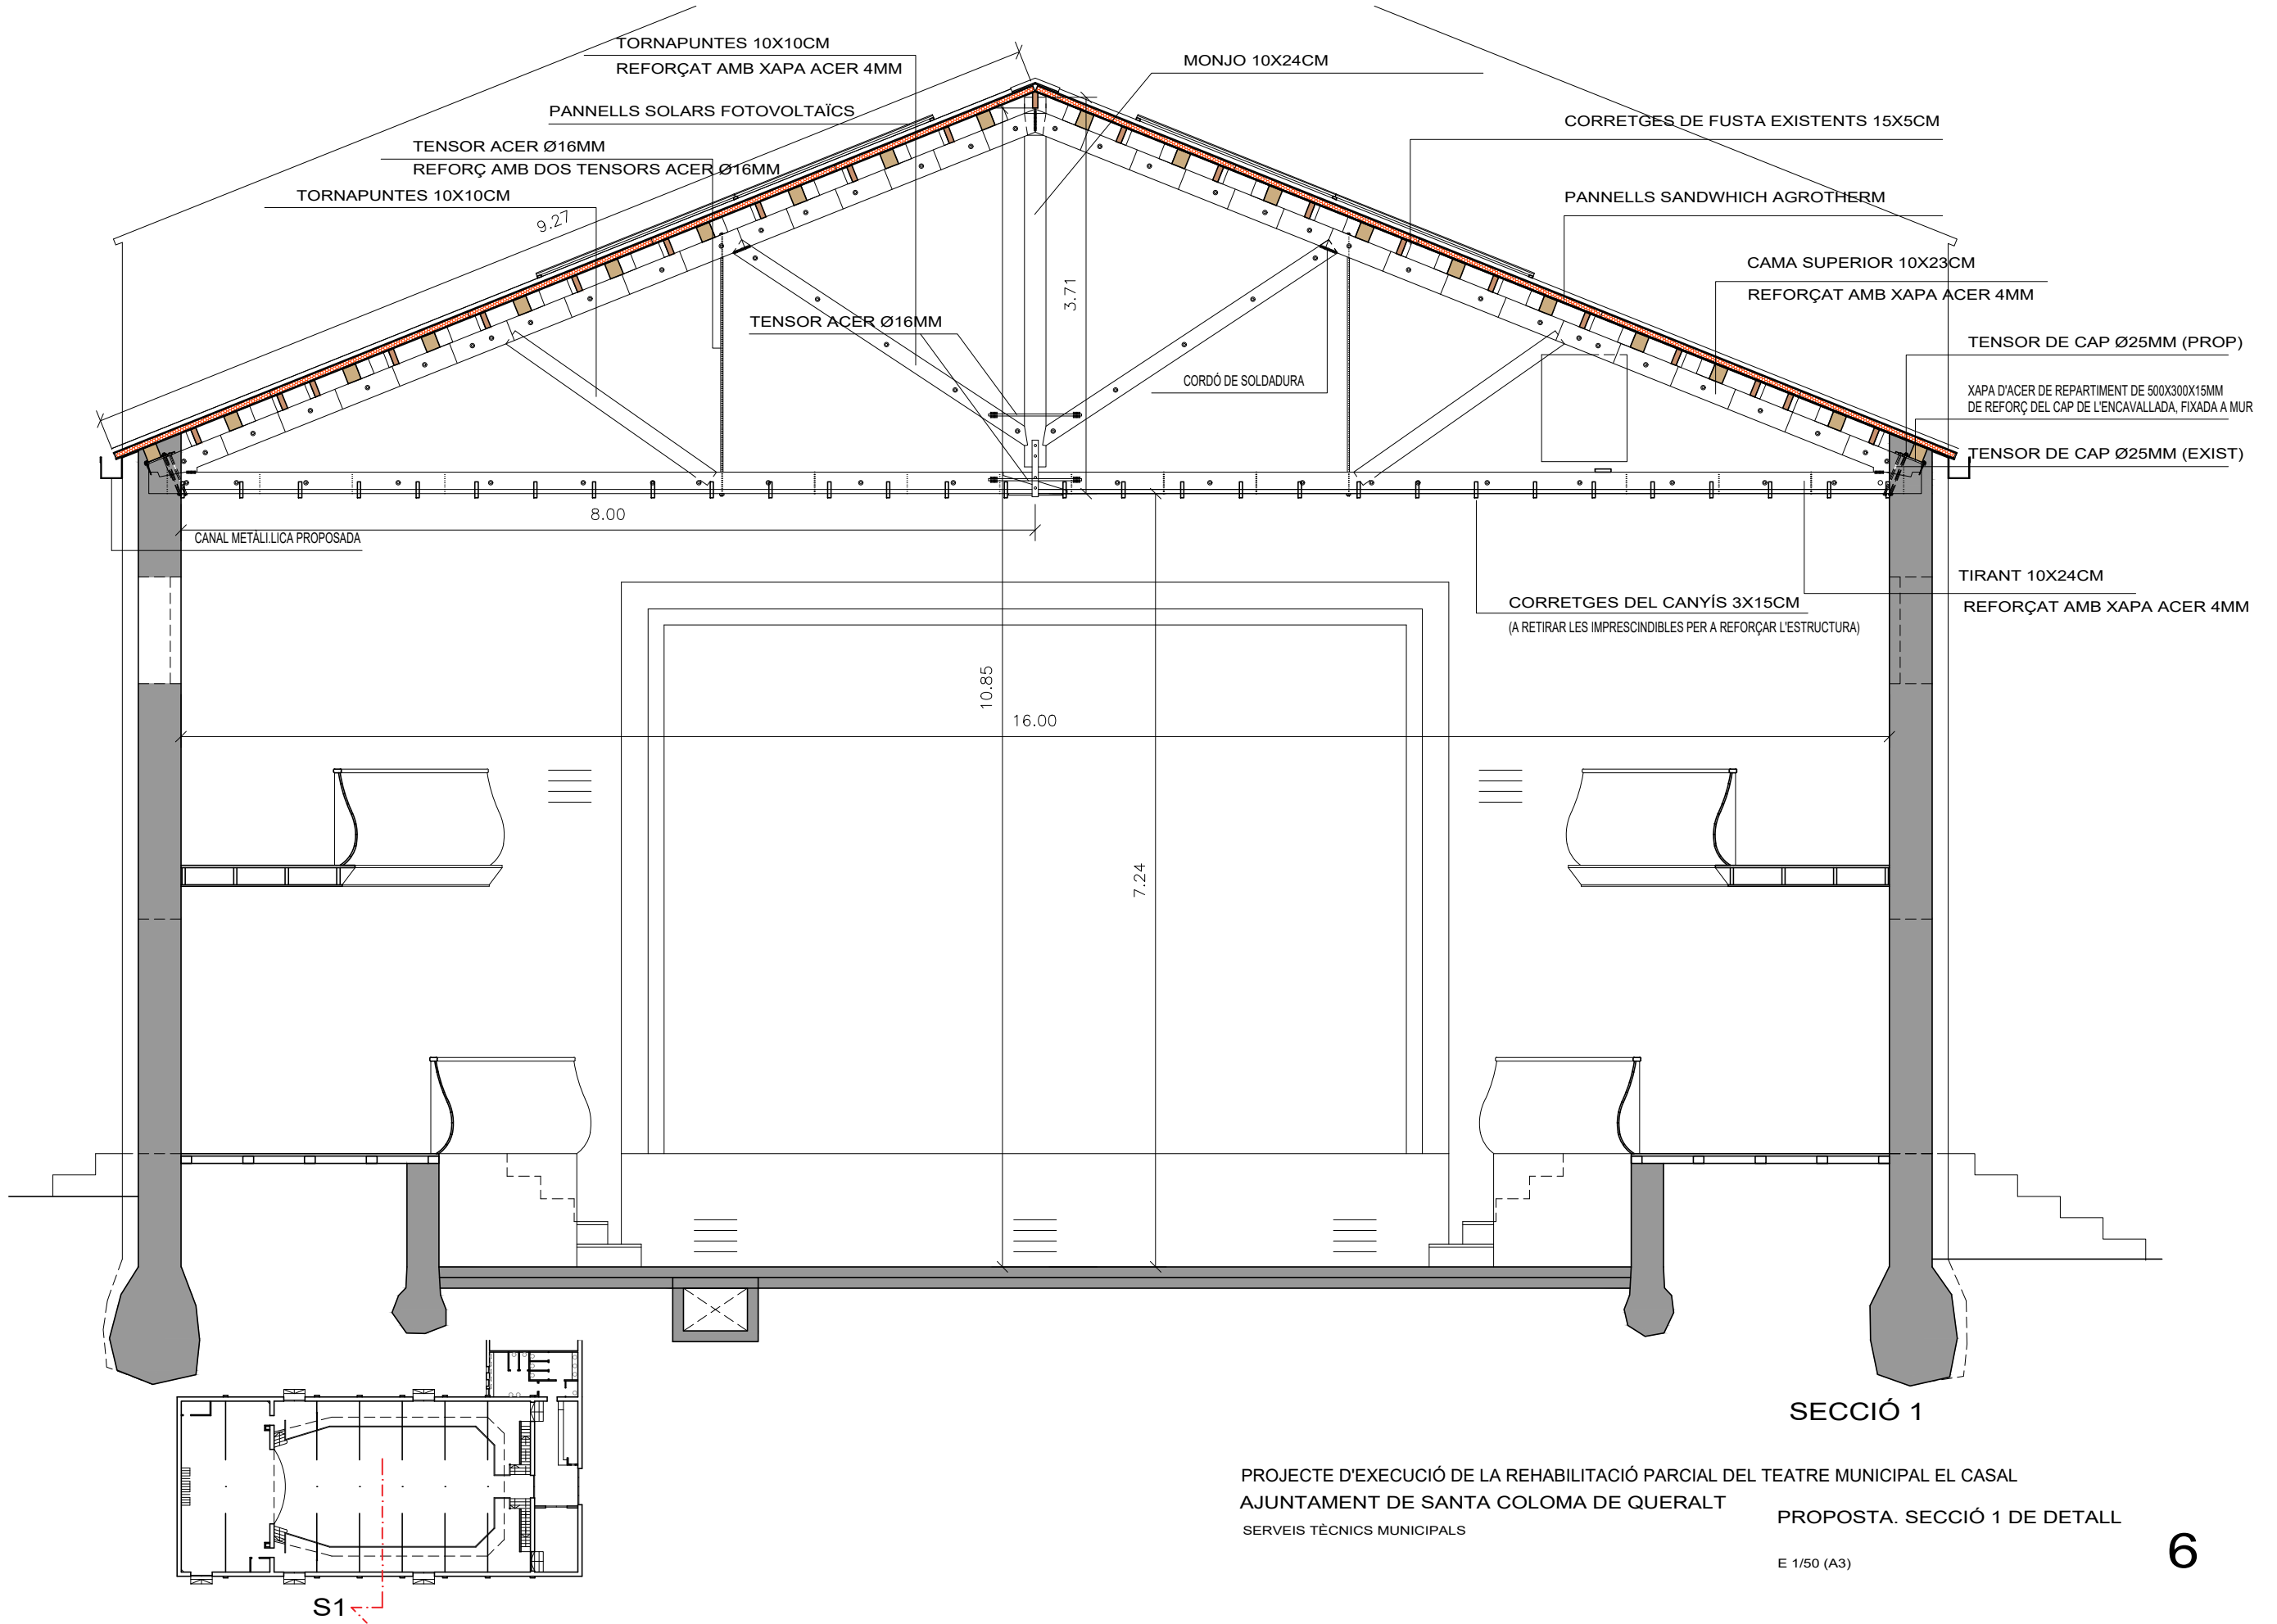 TORNAPUNTES 10X10CM
REFORÇAT AMB XAPA ACER 4MM
MONJO 10X24CM
PANNELLS SOLARS FOTOVOLTAÏCS
CORRETGES DE FUSTA EXISTENTS 15X5CM
TENSOR ACER Ø16MM
REFORÇ AMB DOS TENSORS ACER Ø16MM
TORNAPUNTES 10X10CM
PANNELLS SANDWHICH AGROTHERM
9.27
CAMA SUPERIOR 10X23CM
REFORÇAT AMB XAPA ACER 4MM
3.71
TENSOR ACER Ø16MM
TENSOR DE CAP Ø25MM (PROP)
CORDÓ DE SOLDADURA
XAPA D'ACER DE REPARTIMENT DE 500X300X15MM
DE REFORÇ DEL CAP DE L'ENCAVALLADA, FIXADA A MUR
TENSOR DE CAP Ø25MM (EXIST)
8.00
CANAL METÀL.LICA PROPOSADA
TIRANT 10X24CM
REFORÇAT AMB XAPA ACER 4MM
CORRETGES DEL CANYÍS 3X15CM
(A RETIRAR LES IMPRESCINDIBLES PER A REFORÇAR L'ESTRUCTURA)
10.85
16.00
7.24
SECCIÓ 1
PROJECTE D'EXECUCIÓ DE LA REHABILITACIÓ PARCIAL DEL TEATRE MUNICIPAL EL CASAL
AJUNTAMENT DE SANTA COLOMA DE QUERALT
PROPOSTA. SECCIÓ 1 DE DETALL
SERVEIS TÈCNICS MUNICIPALS
E 1/50 (A3)
6
S1